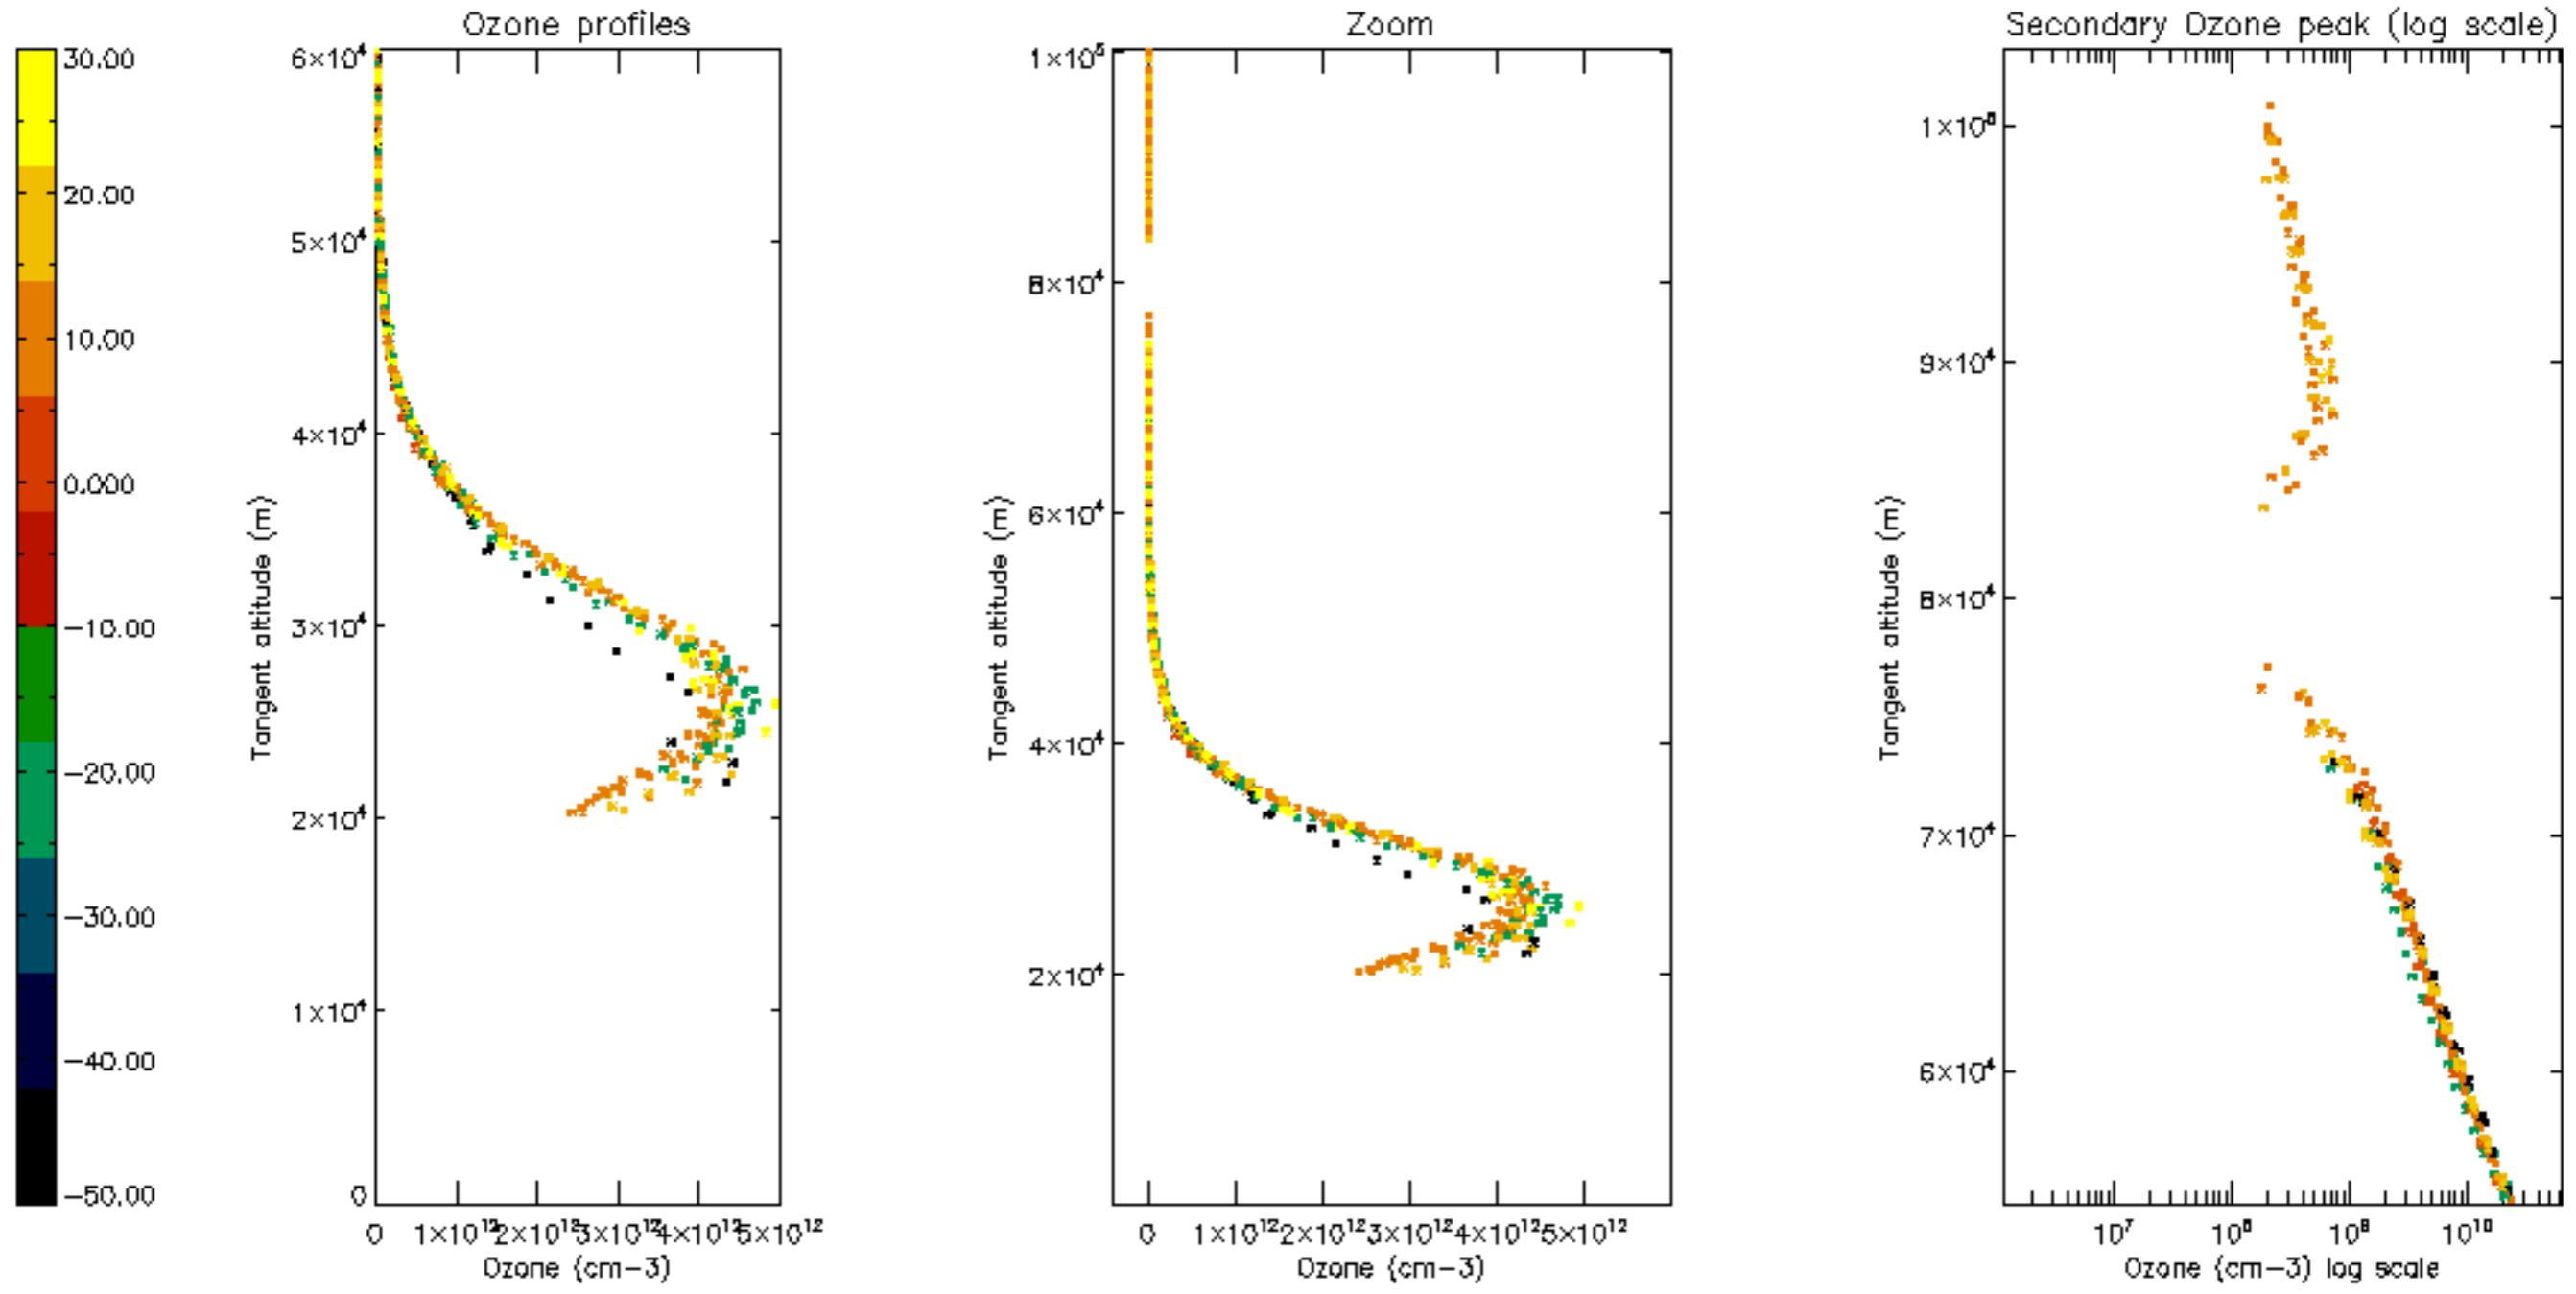 Ozone profiles
Zoom
Secondary Ozone peak (log scale)
30.00
20.00
10.00
0.000
−10.00
−20.00
−30.00
−40.00
−50.00
Tangent altitude (m)
6×10⁴
5×10⁴
4×10⁴
3×10⁴
2×10⁴
1×10⁴
0
0 1×10¹² 2×10¹² 3×10¹² 4×10¹² 5×10¹²
Ozone (cm−3)
Tangent altitude (m)
1×10⁵
8×10⁴
6×10⁴
4×10⁴
2×10⁴
0 1×10¹² 2×10¹² 3×10¹² 4×10¹² 5×10¹²
Ozone (cm−3)
Tangent altitude (m)
1×10⁵
9×10⁴
8×10⁴
7×10⁴
6×10⁴
10⁷ 10⁸ 10⁹ 10¹⁰
Ozone (cm−3) log scale